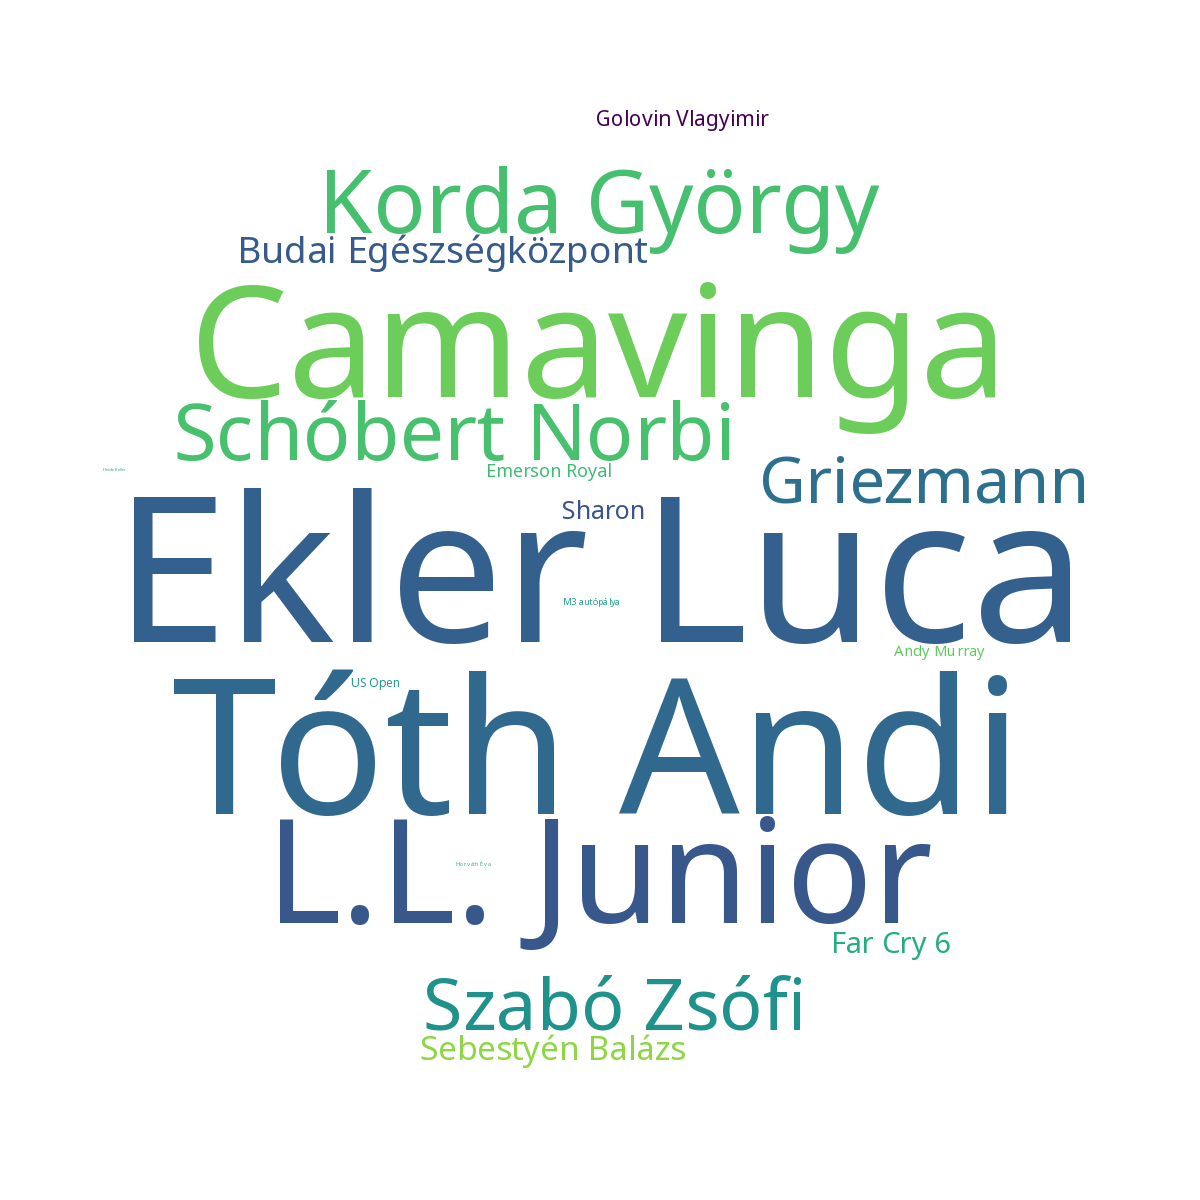 Golovin Vlagyimir
Korda György
Budai Egészségközpont
Camavinga
Schóbert Norbi
Emerson Royal
Griezmann
Sharon
Ekler Luca
M3 autópálya
Andy Murray
US Open
Tóth Andi
L.L. Junior
Horváth Éva
Far Cry 6
Szabó Zsófi
Sebestyén Balázs